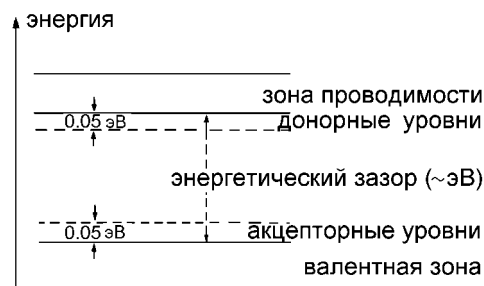 энергия
зона проводимости
0.05 эВ донорные уровни
энергетический зазор (~эВ)
0.05 эВ акцепторные уровни
валентная зона